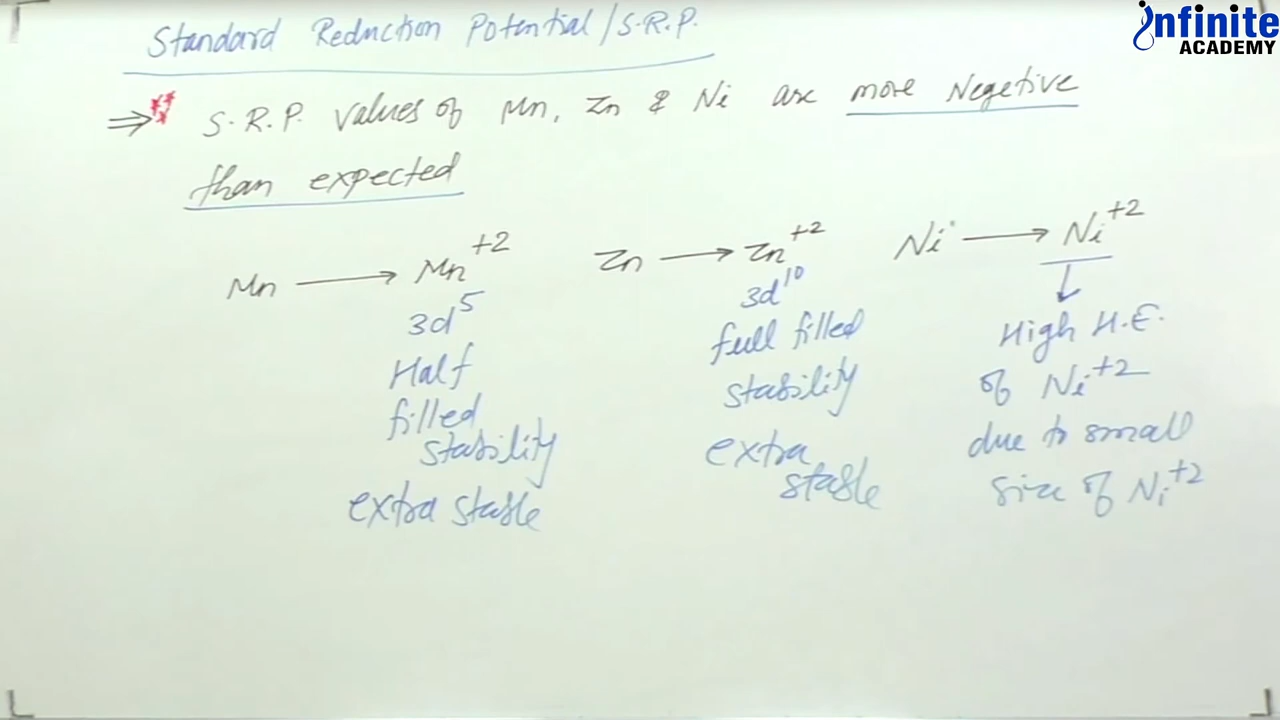 Infinite
ACADEMY
Standard Reduction Potential / S.R.P.
⇒ S.R.P. values of Mn, Zn & Ni are more Negetive
than expected
Mn → Mn+2 Zn → Zn+2 Ni → Ni+2
3d5 3d10
Half full filled High H.E.
filled stability of Ni+2
stability extra due to small
extra stable stable size of Ni+2